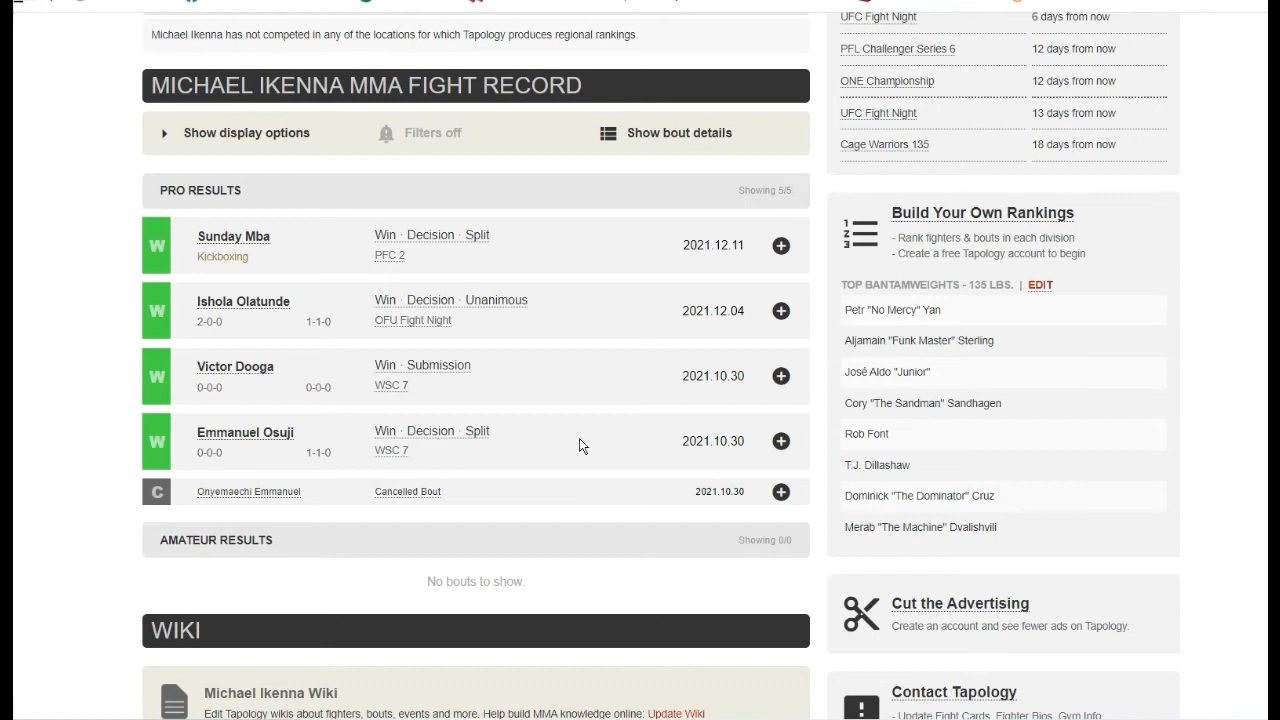 Michael Ikenna has not competed in any of the locations for which Tapology produces regional rankings.
MICHAEL IKENNA MMA FIGHT RECORD
Show display options
Filters off
Show bout details
PRO RESULTS
Showing 5/5
W
Sunday Mba
Kickboxing
Win · Decision · Split
PFC 2
2021.12.11
W
Ishola Olatunde
2-0-0
1-1-0
Win · Decision · Unanimous
OFU Fight Night
2021.12.04
W
Victor Dooga
0-0-0
0-0-0
Win · Submission
WSC 7
2021.10.30
W
Emmanuel Osuji
0-0-0
1-1-0
Win · Decision · Split
WSC 7
2021.10.30
C
Onyemaechi Emmanuel
Cancelled Bout
2021.10.30
AMATEUR RESULTS
Showing 0/0
No bouts to show.
WIKI
Michael Ikenna Wiki
Edit Tapology wikis about fighters, bouts, events and more. Help build MMA knowledge online: Update Wiki
UFC Fight Night 6 days from now
PFL Challenger Series 6 12 days from now
ONE Championship 12 days from now
UFC Fight Night 13 days from now
Cage Warriors 135 18 days from now
1
2
3
Build Your Own Rankings
- Rank fighters & bouts in each division
- Create a free Tapology account to begin
TOP BANTAMWEIGHTS - 135 LBS. | EDIT
Petr "No Mercy" Yan
Aljamain "Funk Master" Sterling
José Aldo "Junior"
Cory "The Sandman" Sandhagen
Rob Font
T.J. Dillashaw
Dominick "The Dominator" Cruz
Merab "The Machine" Dvalishvili
Cut the Advertising
Create an account and see fewer ads on Tapology.
Contact Tapology
- Update Fight Cards, Fighter Bios, Gym Info